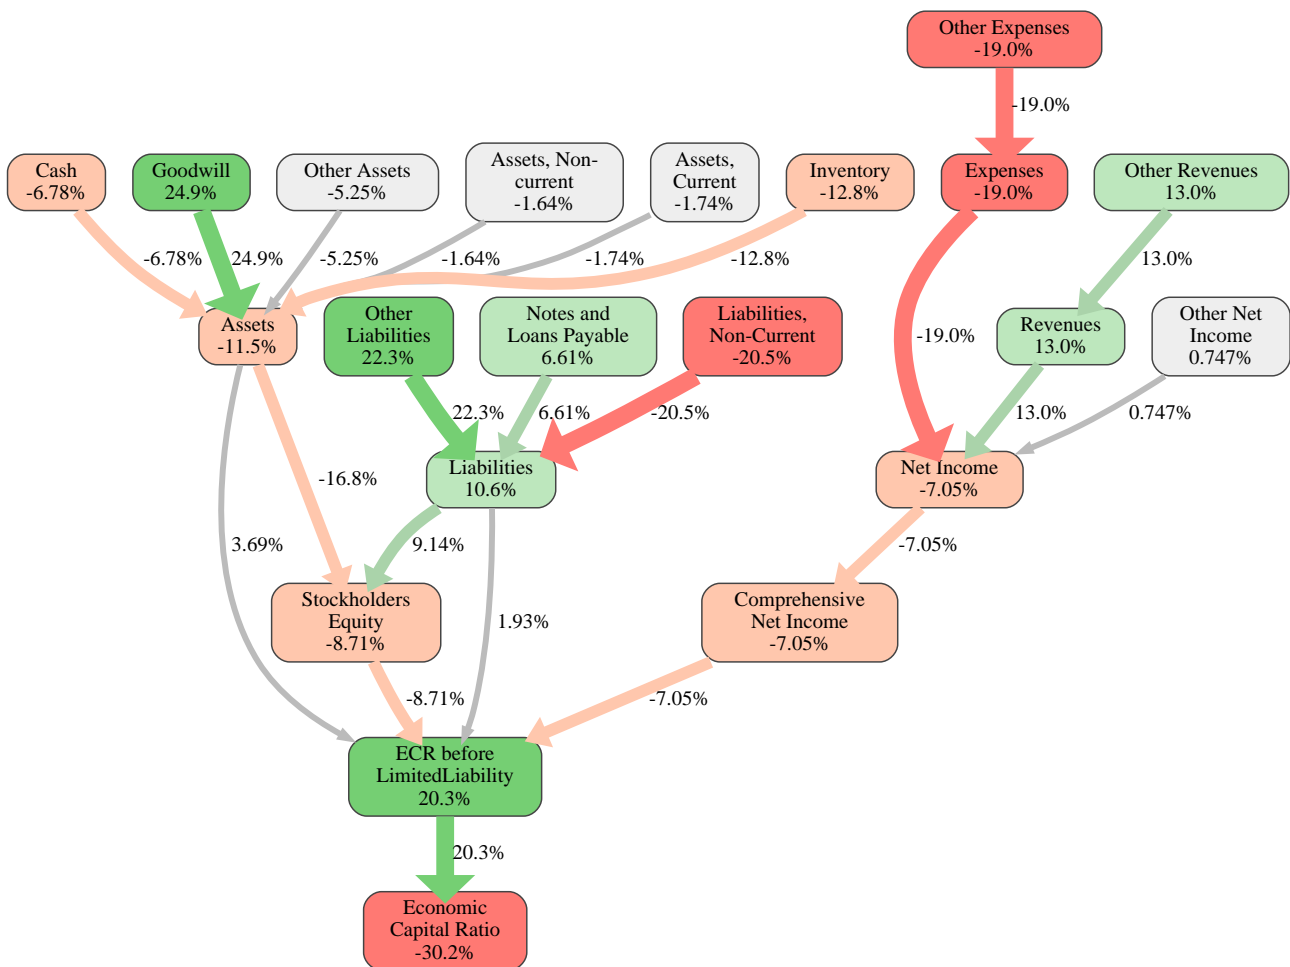 Other Expenses
-19.0%
-19.0%
Cash
-6.78%
Goodwill
24.9%
Other Assets
-5.25%
Assets, Non-
current
-1.64%
Assets,
Current
-1.74%
Inventory
-12.8%
Expenses
-19.0%
Other Revenues
13.0%
-6.78%
24.9%
-5.25%
-1.64%
-1.74%
-12.8%
13.0%
Assets
-11.5%
Other
Liabilities
22.3%
Notes and
Loans Payable
6.61%
Liabilities,
Non-Current
-20.5%
-19.0%
Revenues
13.0%
Other Net
Income
0.747%
22.3%
6.61%
-20.5%
13.0%
0.747%
-16.8%
Liabilities
10.6%
Net Income
-7.05%
3.69%
9.14%
-7.05%
Stockholders
Equity
-8.71%
1.93%
Comprehensive
Net Income
-7.05%
-8.71%
-7.05%
ECR before
LimitedLiability
20.3%
20.3%
Economic
Capital Ratio
-30.2%